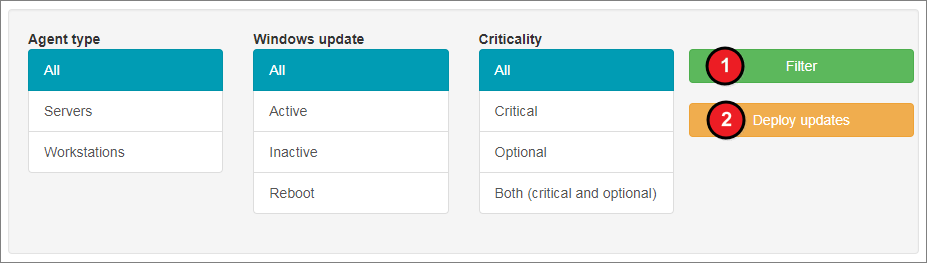 Agent type
All
Servers
Workstations
Windows update
All
Active
Inactive
Reboot
Criticality
All
Critical
Optional
Both (critical and optional)
1 Filter
2 Deploy updates